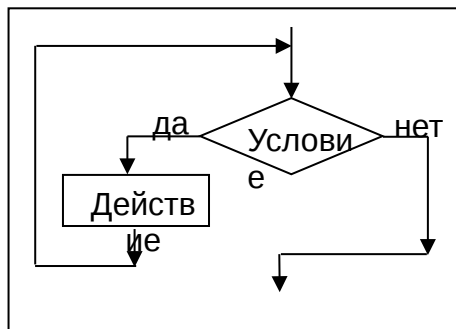 да
нет
Услови
е
Действ
ие